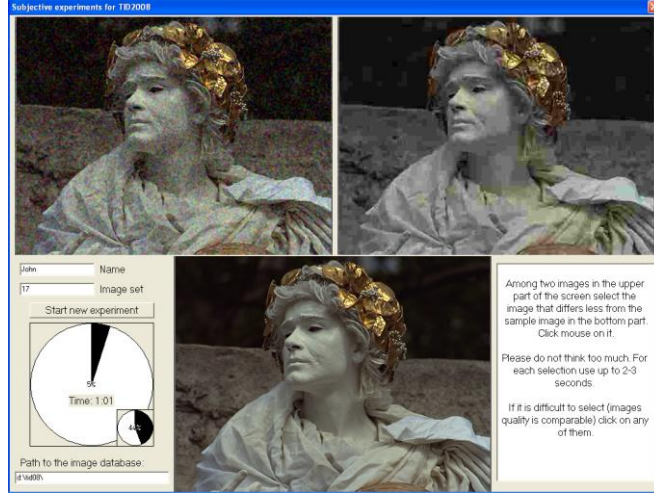 Subjective experiments for TID2008
John
Name
17
Image set
Start new experiment
5%
Time: 1:01
44%
Path to the image database:
d:\tid08\
Among two images in the upper
part of the screen select the
image that differs less from the
sample image in the bottom part.
Click mouse on it.
Please do not think too much. For
each selection use up to 2-3
seconds.
If it is difficult to select (images
quality is comparable) click on any
of them.